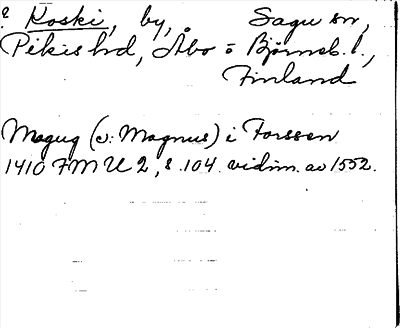 ? Koski, by, Sagu sn,
Pikis hd, Åbo o Björneb. l.,
Finland
Magug (ɔ: Magnus) i Forssen
1410 FMU 2, s. 104. vidim. av 1552.